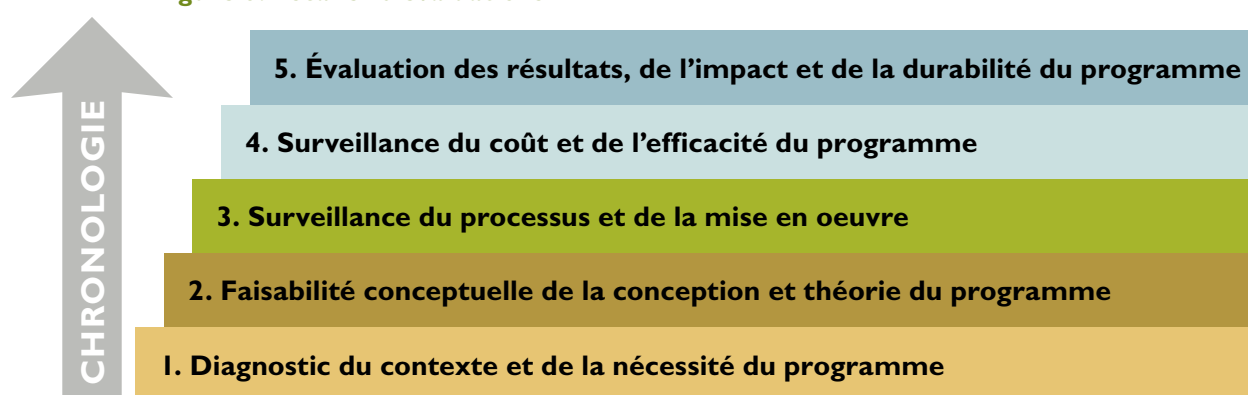 5. Évaluation des résultats, de l’impact et de la durabilité du programme
4. Surveillance du coût et de l’efficacité du programme
3. Surveillance du processus et de la mise en oeuvre
2. Faisabilité conceptuelle de la conception et théorie du programme
1. Diagnostic du contexte et de la nécessité du programme
CHRONOLOGIE